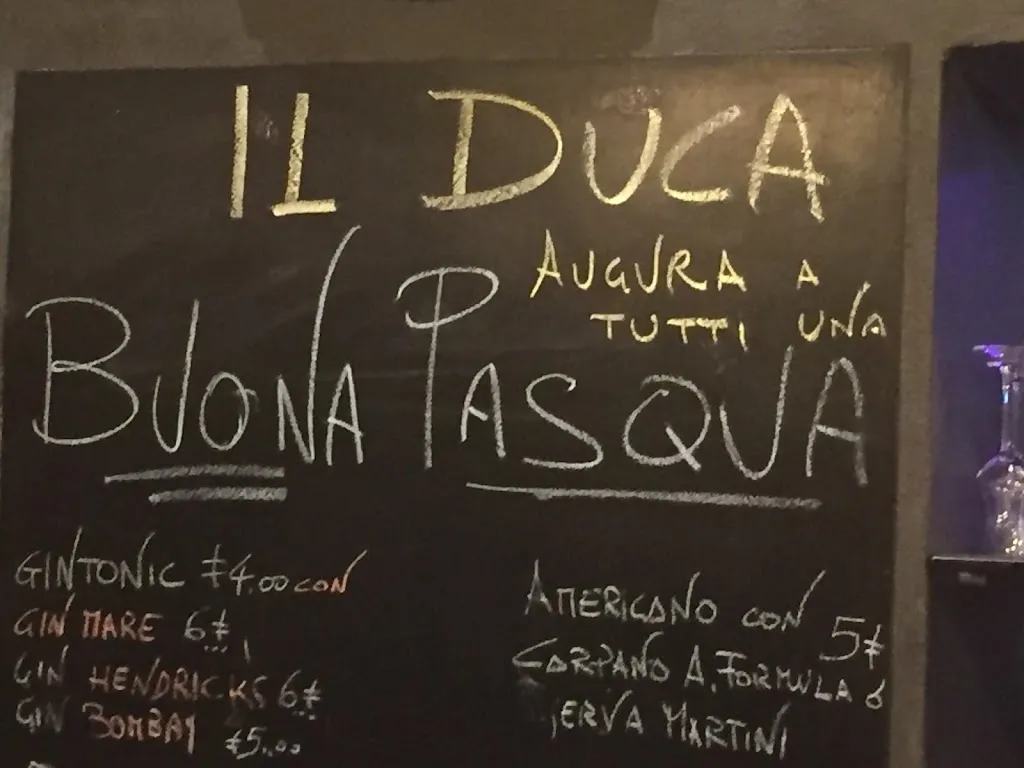 IL DUCA
AUGURA A
TUTTI UNA
BUONA PASQUA
GINTONIC €4.00 CON
GIN MARE 6€
GIN HENDRICKS 6€
GIN BOMBAY €5.00
AMERICANO CON 5€
CARPANO A. FORMULA O
MARTINI